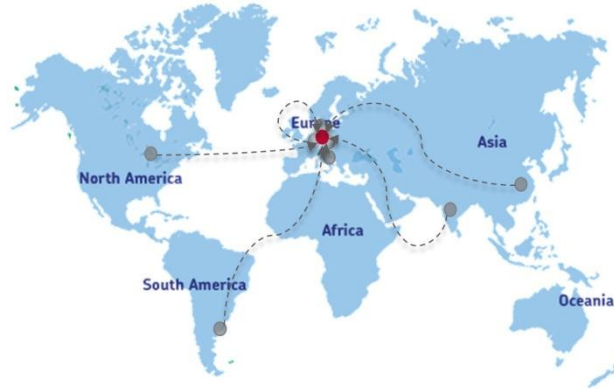 Europe
Asia
North America
Africa
South America
Oceania